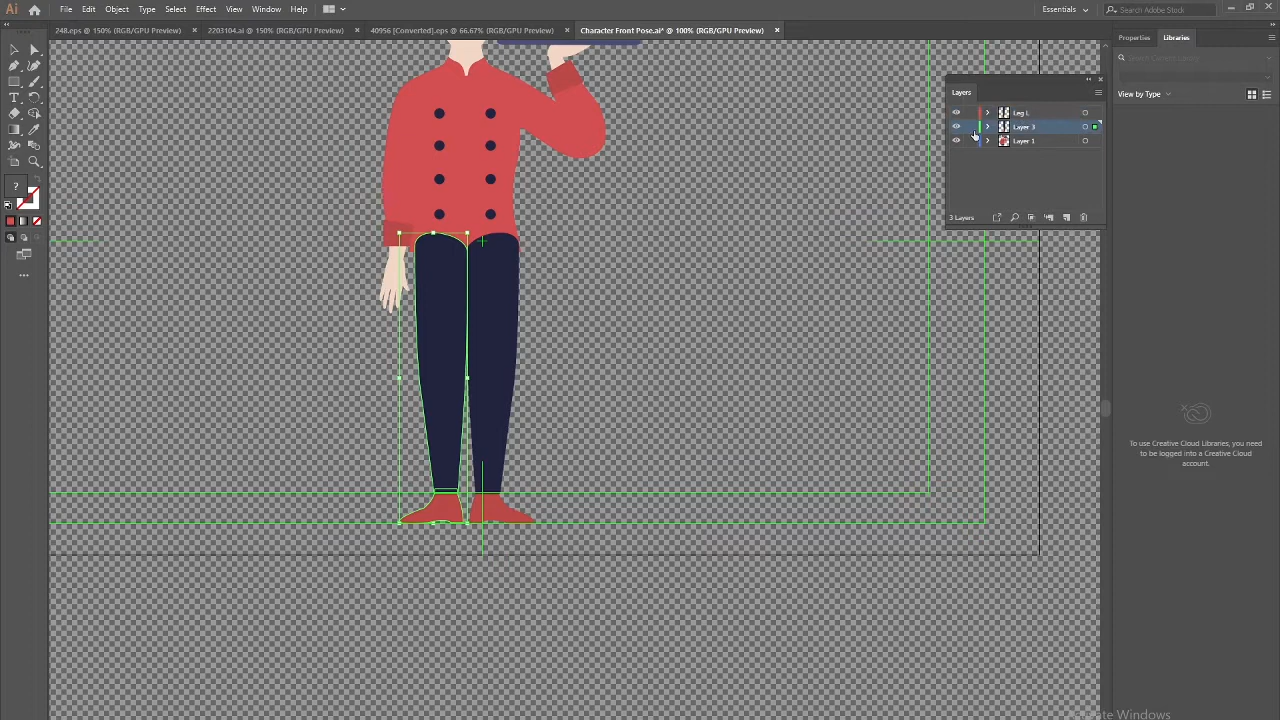 Ai File Edit Object Type Select Effect View Window Help Essentials Search Adobe Stock
248.eps @ 150% (RGB/GPU Preview) × 2203104.ai @ 150% (RGB/GPU Preview) × 40956 [Converted].eps @ 66.67% (RGB/GPU Preview) × Character Front Pose.ai* @ 100% (RGB/GPU Preview) ×
Properties Libraries
View by Type
Layers
Leg L
Layer 3
Layer 1
3 Layers
?
To use Creative Cloud Libraries, you need
to be logged into a Creative Cloud
account.